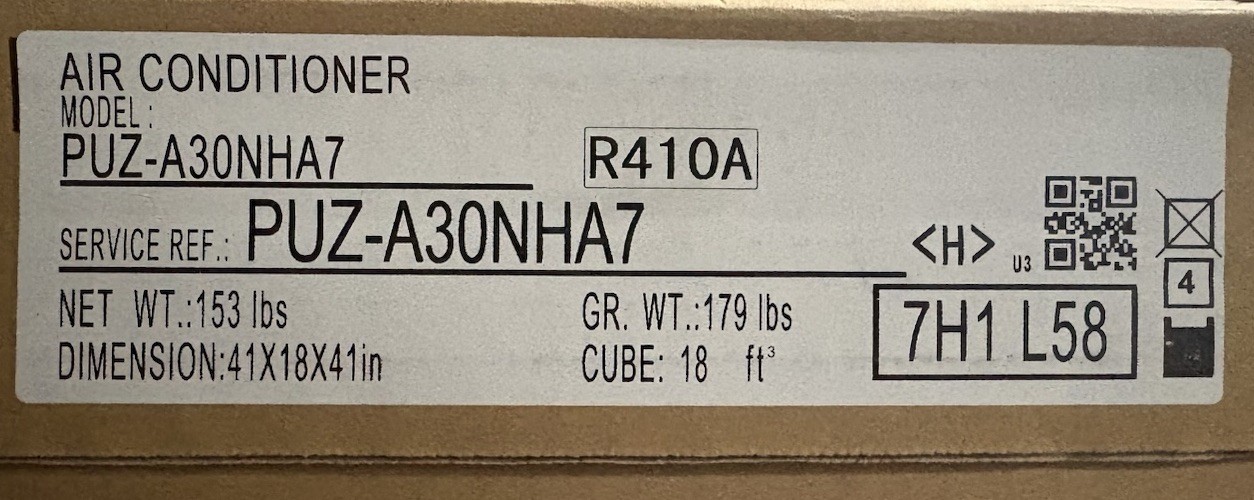 AIR CONDITIONER
MODEL :
PUZ-A30NHA7
R410A
SERVICE REF.: PUZ-A30NHA7
<H> U3
NET WT.:153 lbs
GR. WT.:179 lbs
7H1 L58
DIMENSION:41X18X41in
CUBE: 18 ft³
4